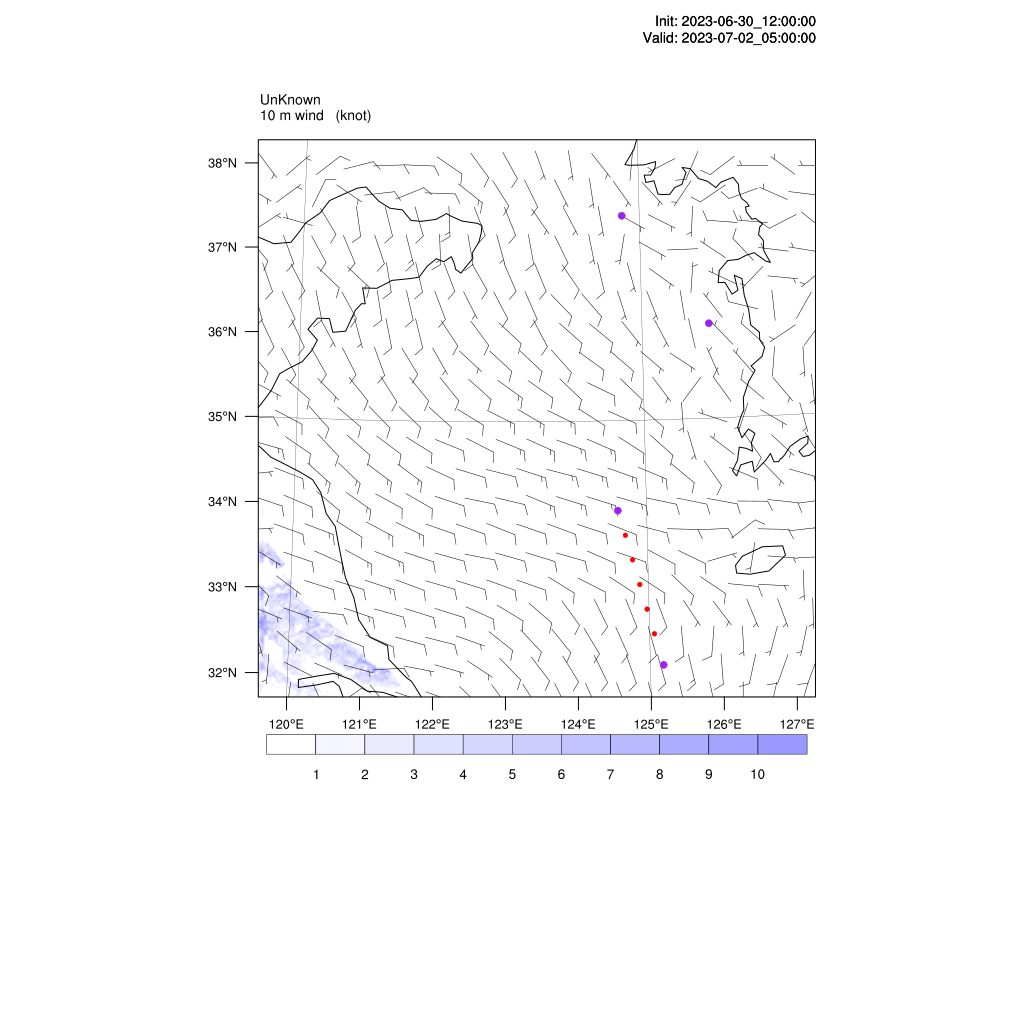 Init: 2023-06-30_12:00:00
Valid: 2023-07-02_05:00:00
UnKnown
10 m wind   (knot)
38°N
37°N
36°N
35°N
34°N
33°N
32°N
120°E 121°E 122°E 123°E 124°E 125°E 126°E 127°E
1 2 3 4 5 6 7 8 9 10